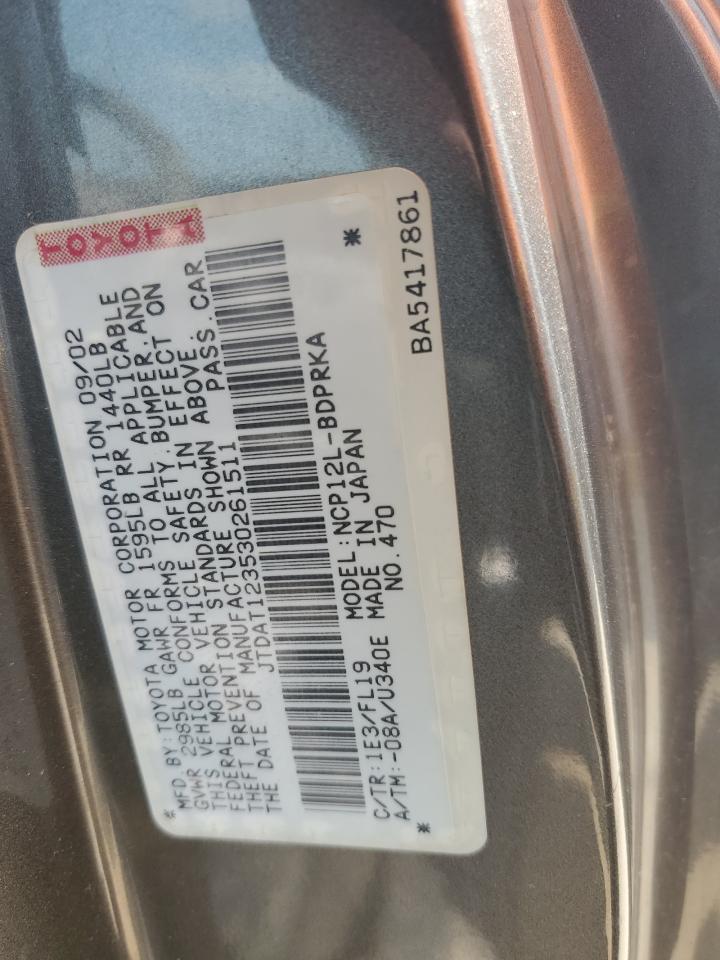 TOYOTA
* MFD BY:TOYOTA MOTOR CORPORATION 09/02
GVWR 2985LB GAWR FR 1595LB RR 1440LB
THIS VEHICLE CONFORMS TO ALL APPLICABLE
FEDERAL MOTOR VEHICLE SAFETY,BUMPER,AND
THEFT PREVENTION STANDARDS IN EFFECT ON
THE DATE OF MANUFACTURE SHOWN ABOVE.
JTDAT123530261511 PASS.CAR
C/TR:1E3/FL19 MODEL:NCP12L-BDPRKA
A/TM:-08A/U340E MADE IN JAPAN
* NO.470 *
BA5417861